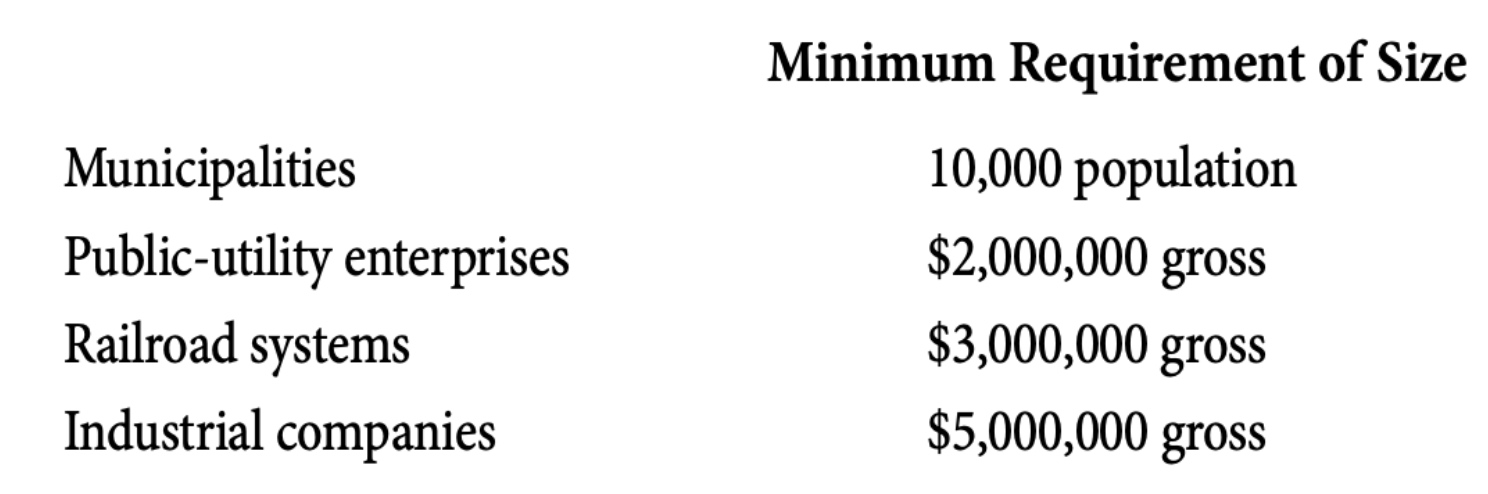 Minimum Requirement of Size
Municipalities 10,000 population
Public-utility enterprises $2,000,000 gross
Railroad systems $3,000,000 gross
Industrial companies $5,000,000 gross